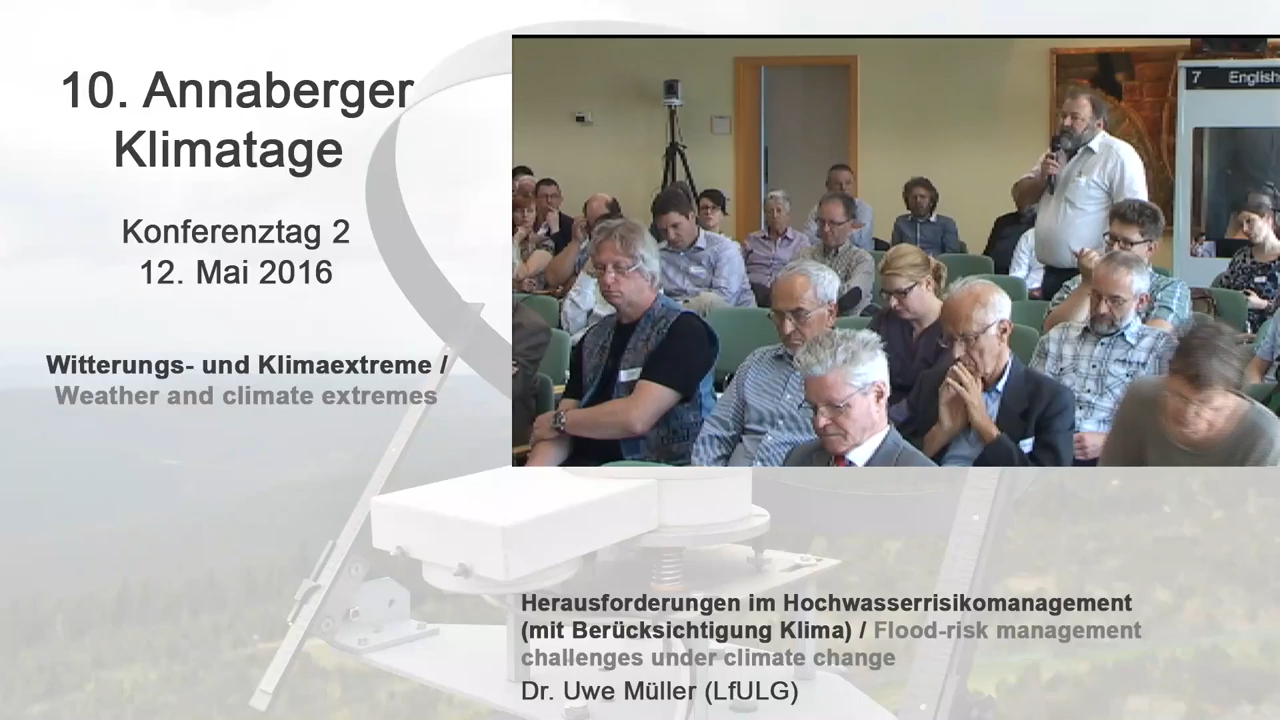 10. Annaberger
Klimatage
Konferenztag 2
12. Mai 2016
Witterungs- und Klimaextreme /
Weather and climate extremes
7 English
Herausforderungen im Hochwasserrisikomanagement
(mit Berücksichtigung Klima) / Flood-risk management
challenges under climate change
Dr. Uwe Müller (LfULG)